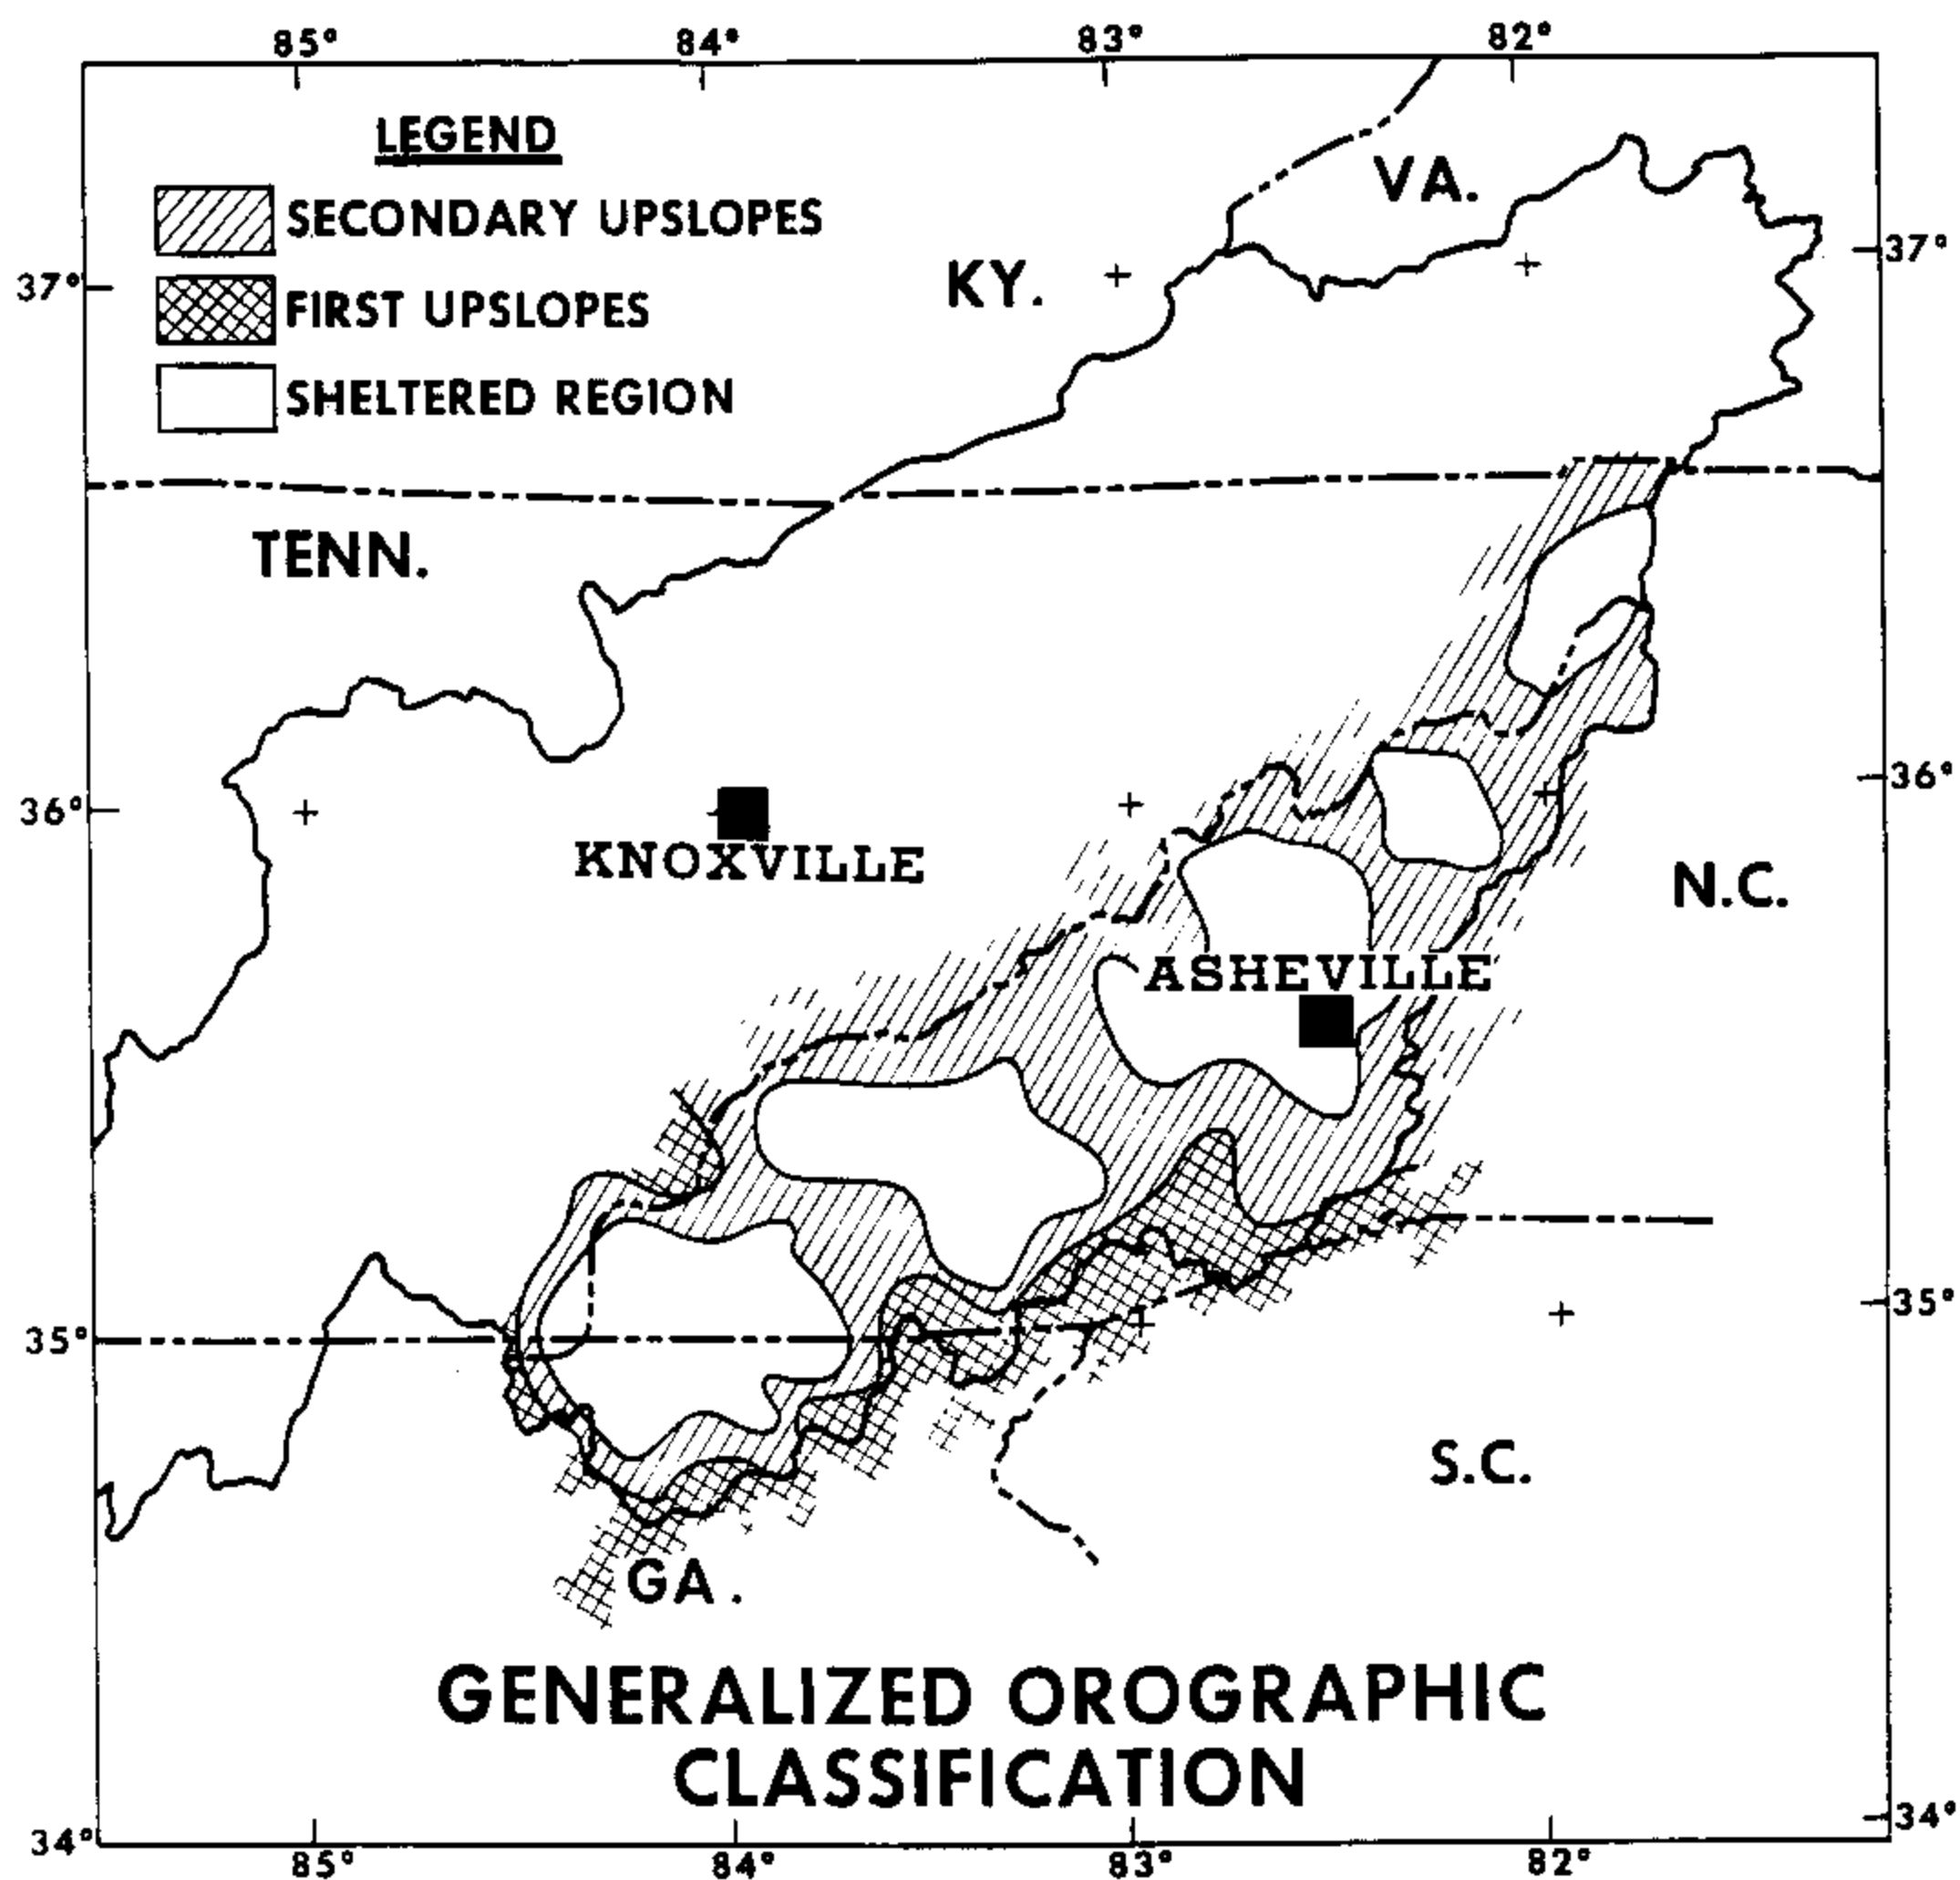 85° 84° 83° 82°
LEGEND
SECONDARY UPSLOPES
FIRST UPSLOPES
SHELTERED REGION
VA.
KY.
37° 37°
TENN.
36° 36°
KNOXVILLE
N.C.
ASHEVILLE
35° 35°
S.C.
GA.
GENERALIZED OROGRAPHIC
CLASSIFICATION
34° 34°
85° 84° 83° 82°